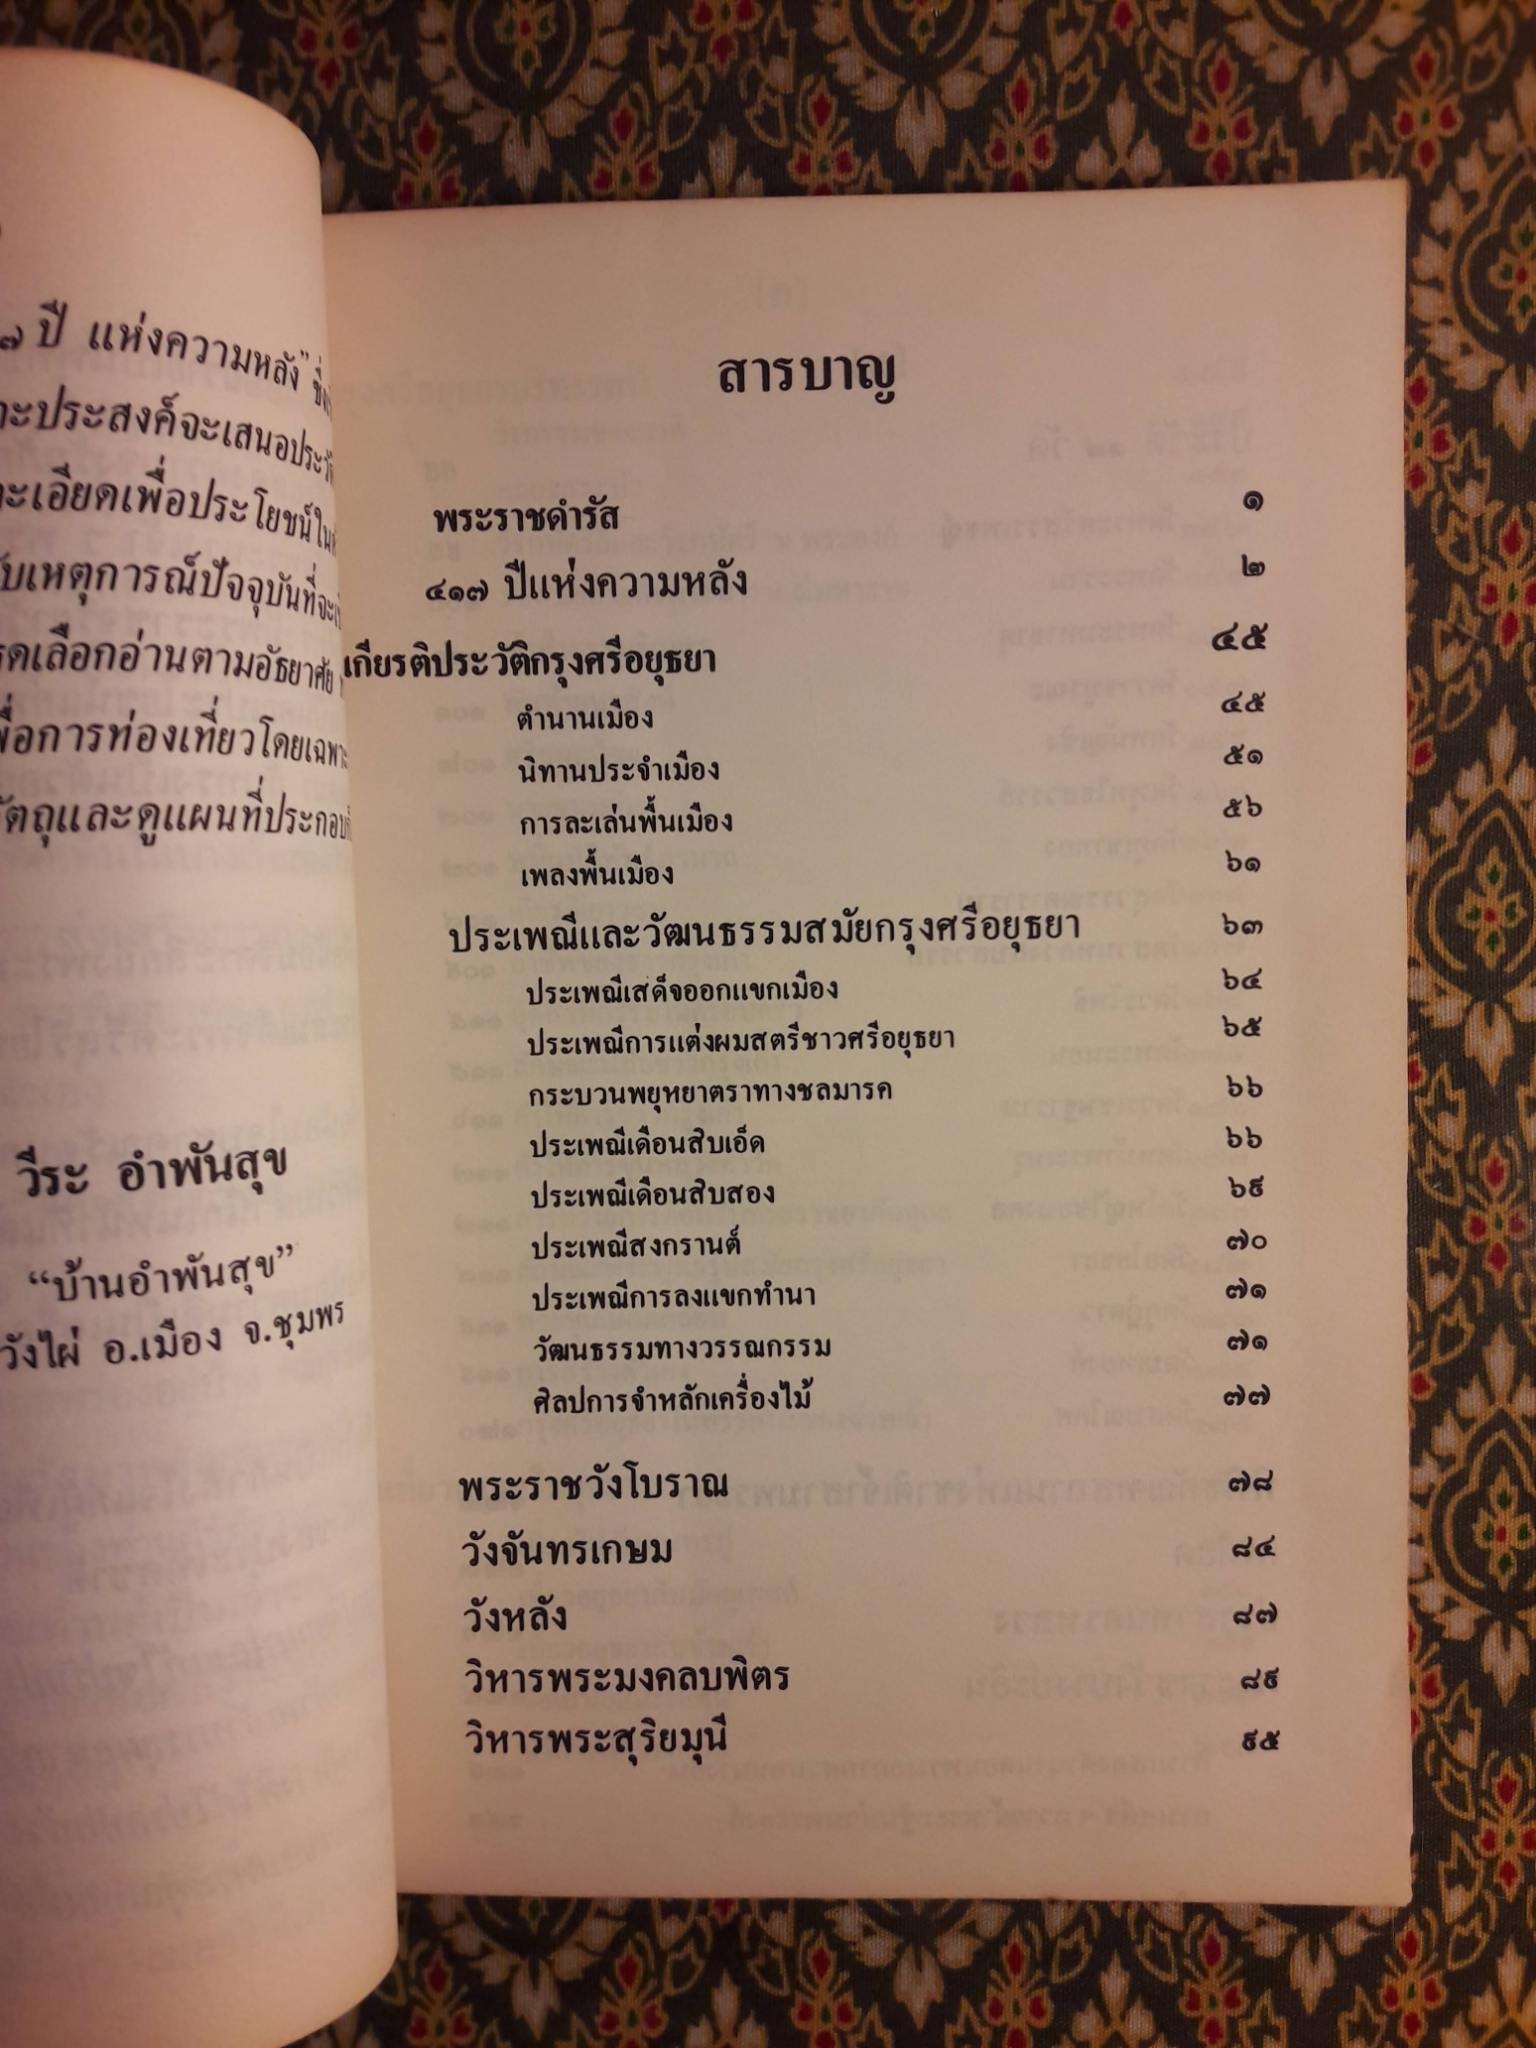 ๗ ปี แห่งความหลัง"
ประสงค์จะเสนอประวั
ละเอียดเพื่อประโยชน์ใน
เหตุการณ์ปัจจุบันที่จะ
เลือกอ่านตามอัธยาศัย
เพื่อการท่องเที่ยวโดยเฉพาะ
วัตถุและดูแผนที่ประกอบ
วีระ อำพันสุข
"บ้านอำพันสุข"
วังไผ่ อ.เมือง จ.ชุมพร
สารบาญ
พระราชดำรัส ๑
๔๑๗ ปีแห่งความหลัง ๒
เกียรติประวัติกรุงศรีอยุธยา ๔๕
ตำนานเมือง ๔๕
นิทานประจำเมือง ๕๑
การละเล่นพื้นเมือง ๕๖
เพลงพื้นเมือง ๖๑
ประเพณีและวัฒนธรรมสมัยกรุงศรีอยุธยา ๖๓
ประเพณีเสด็จออกแขกเมือง ๖๔
ประเพณีการแต่งผมสตรีชาวศรีอยุธยา ๖๕
กระบวนพยุหยาตราทางชลมารค ๖๖
ประเพณีเดือนสิบเอ็ด ๖๖
ประเพณีเดือนสิบสอง ๖๙
ประเพณีสงกรานต์ ๗๐
ประเพณีการลงแขกทำนา ๗๑
วัฒนธรรมทางวรรณกรรม ๗๑
ศิลปการจำหลักเครื่องไม้ ๗๗
พระราชวังโบราณ ๗๘
วังจันทรเกษม ๘๔
วังหลัง ๘๗
วิหารพระมงคลบพิตร ๘๙
วิหารพระสุริยมุนี ๙๕